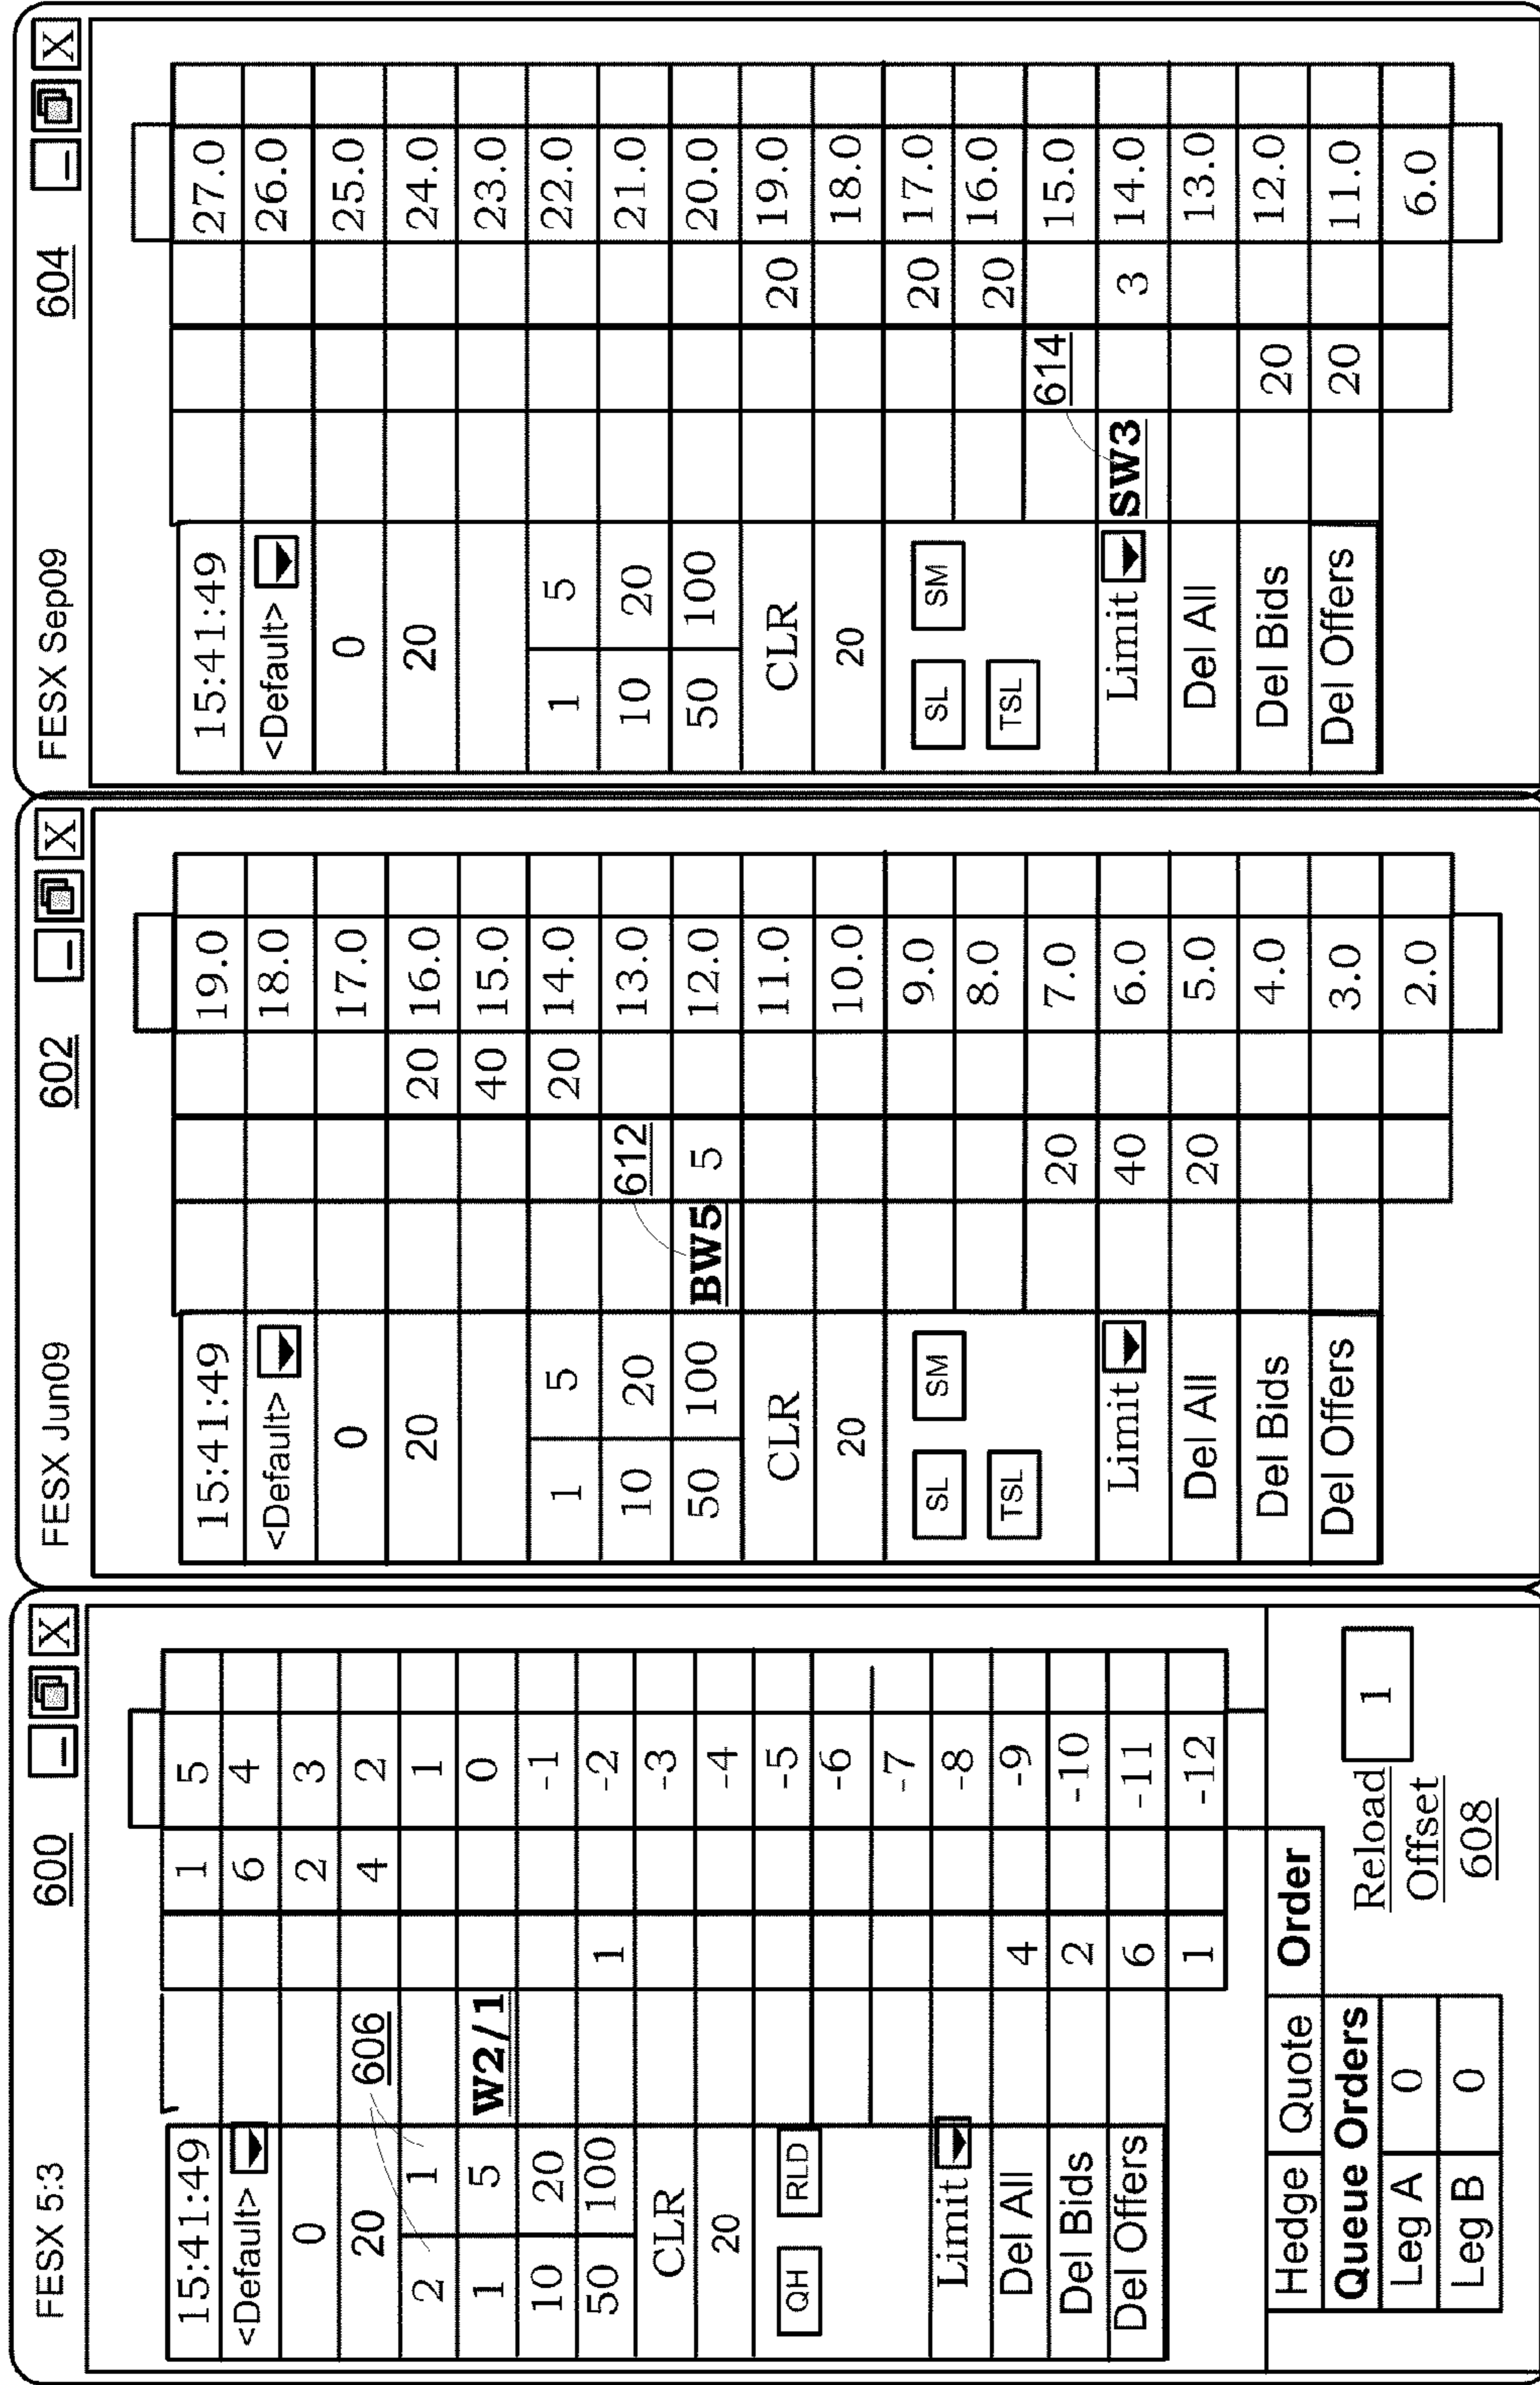 FESX 5:3 600 X
15:41:49 1 5
<Default> 6 4
0 2 3
20 606 4 2
2 1 1
1 5 W2/1 0
10 20 -1
50 100 1 -2
CLR -3
20 -4
QH RLD -5
-6
-7
Limit -8
Del All 4 -9
Del Bids 2 -10
Del Offers 6 -11
1 -12
Hedge Quote Order
Queue Orders
Leg A 0
Leg B 0
Reload 1
Offset
608
FESX Jun09 602 X
15:41:49 19.0
<Default> 18.0
0 17.0
20 20 16.0
40 15.0
1 5 20 14.0
10 20 612 13.0
50 100 BW5 5 12.0
CLR 11.0
20 10.0
SL SM 9.0
8.0
TSL 20 7.0
Limit 40 6.0
Del All 20 5.0
Del Bids 4.0
Del Offers 3.0
2.0
FESX Sep09 604 X
15:41:49 27.0
<Default> 26.0
0 25.0
20 24.0
23.0
1 5 22.0
10 20 21.0
50 100 20.0
CLR 20 19.0
20 18.0
SL SM 20 17.0
20 16.0
TSL 614 15.0
Limit SW3 3 14.0
Del All 13.0
Del Bids 20 12.0
Del Offers 20 11.0
6.0